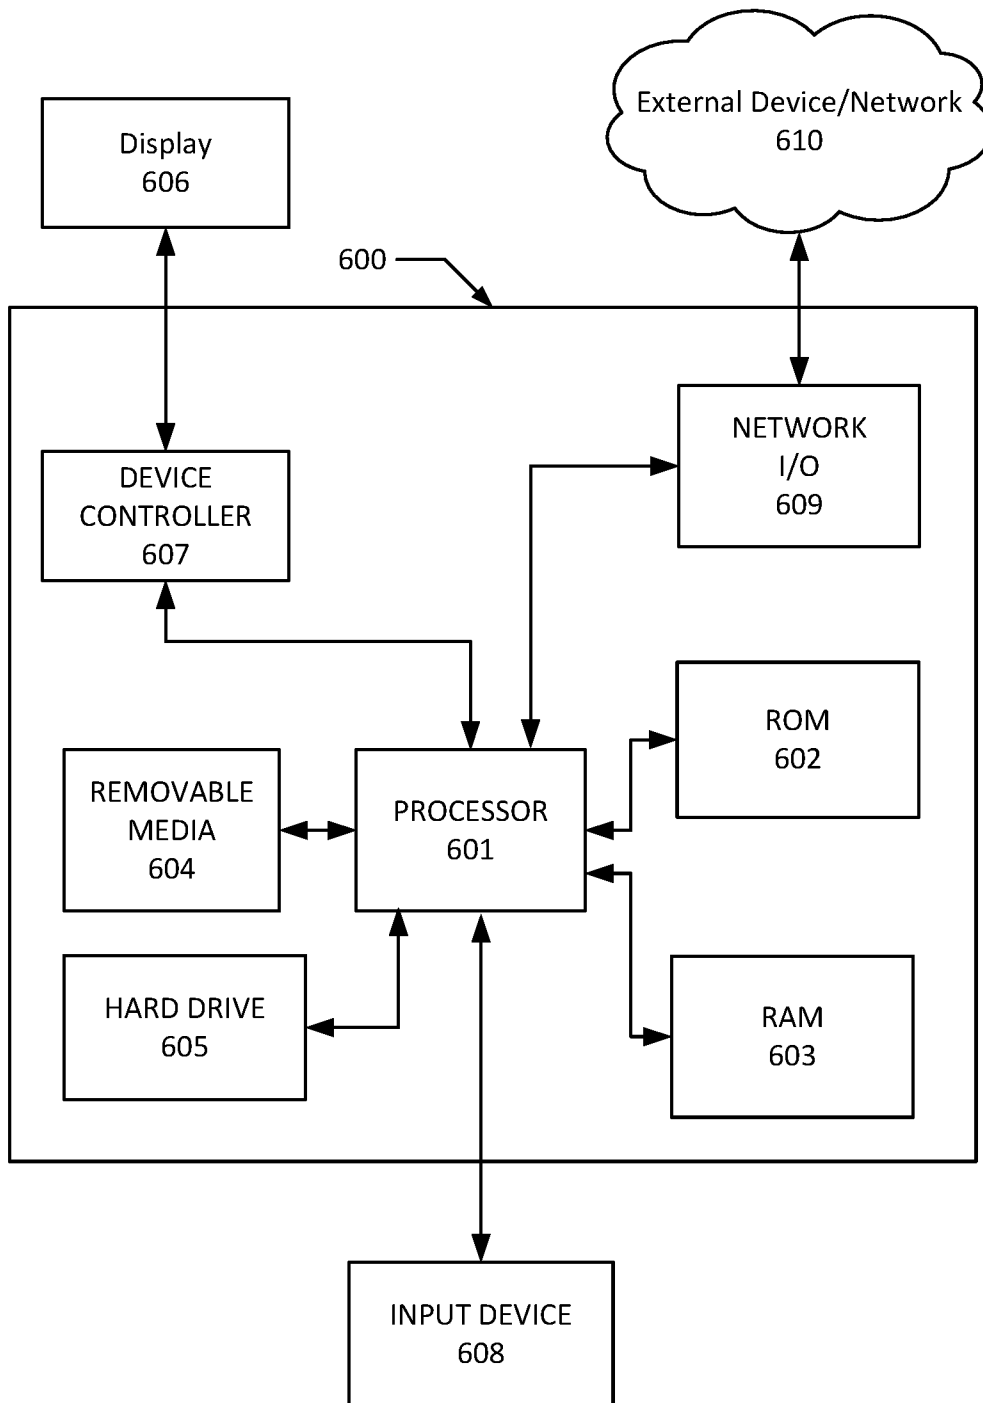 External Device/Network
610
Display
606
600
NETWORK
I/O
609
DEVICE
CONTROLLER
607
ROM
602
REMOVABLE
MEDIA
604
PROCESSOR
601
HARD DRIVE
605
RAM
603
INPUT DEVICE
608